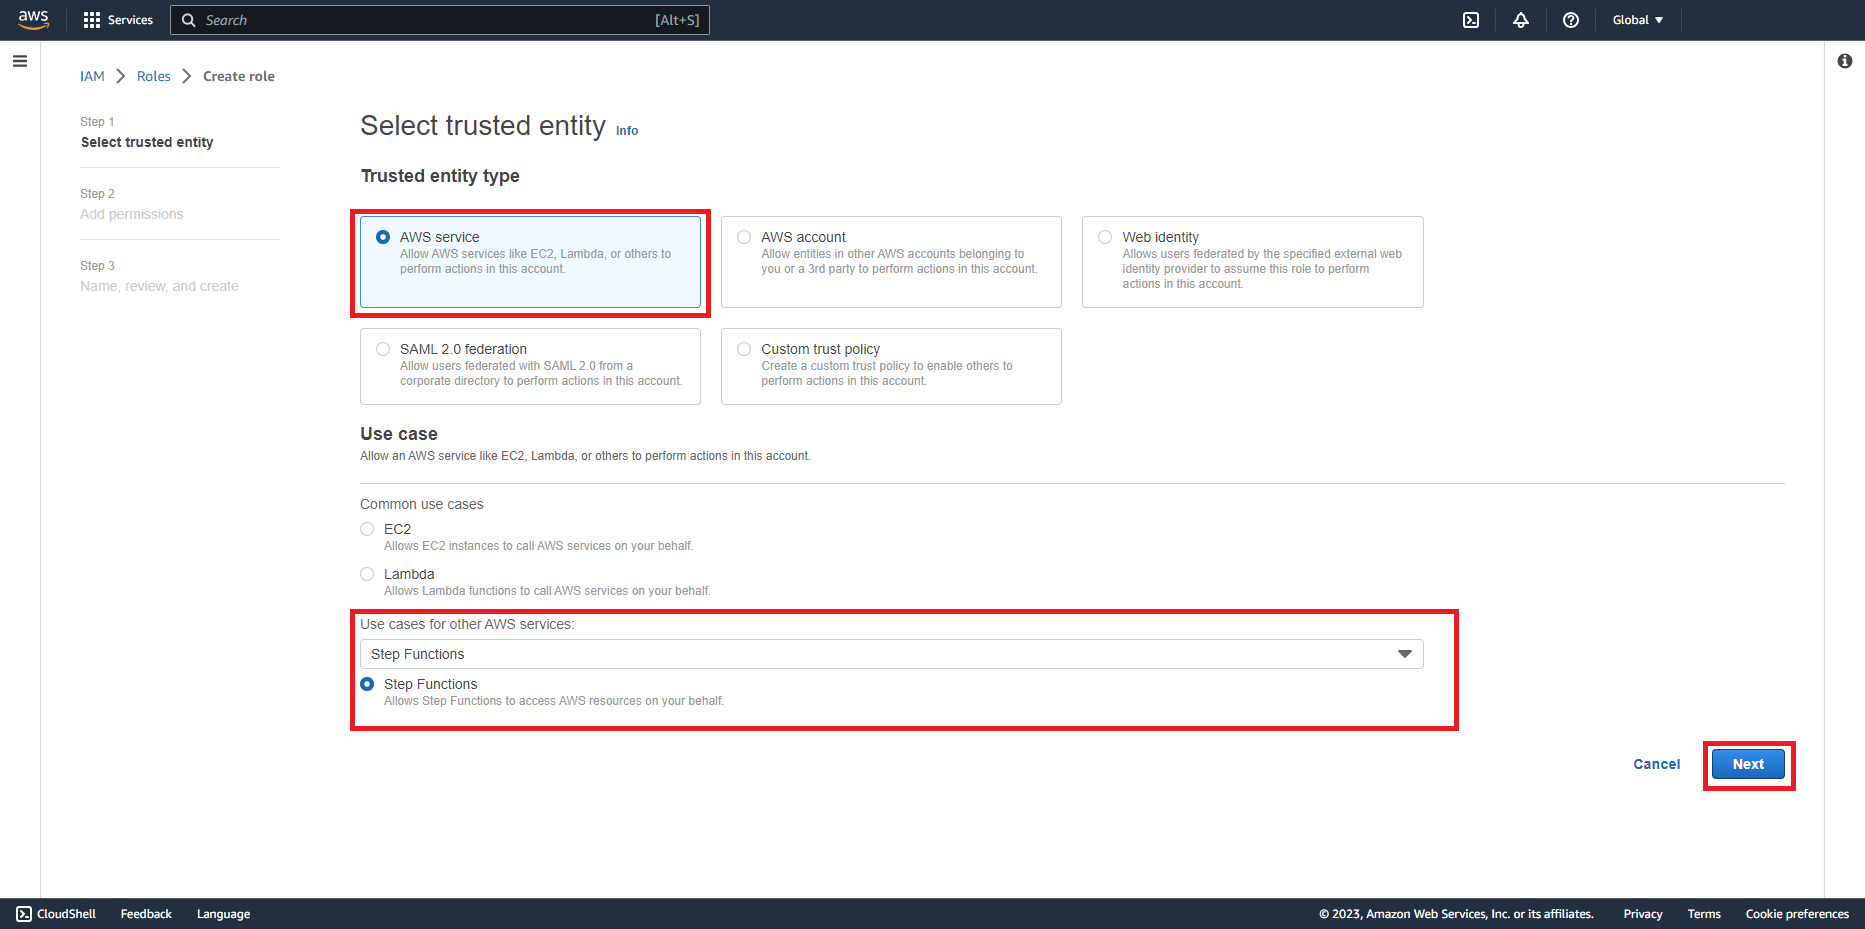 aws
Services
Search
[Alt+S]
Global
IAM
Roles
Create role
Step 1
Select trusted entity
Step 2
Add permissions
Step 3
Name, review, and create
Select trusted entity Info
Trusted entity type
AWS service
Allow AWS services like EC2, Lambda, or others to
perform actions in this account.
AWS account
Allow entities in other AWS accounts belonging to
you or a 3rd party to perform actions in this account.
Web identity
Allows users federated by the specified external web
identity provider to assume this role to perform
actions in this account.
SAML 2.0 federation
Allow users federated with SAML 2.0 from a
corporate directory to perform actions in this account.
Custom trust policy
Create a custom trust policy to enable others to
perform actions in this account.
Use case
Allow an AWS service like EC2, Lambda, or others to perform actions in this account.
Common use cases
EC2
Allows EC2 instances to call AWS services on your behalf.
Lambda
Allows Lambda functions to call AWS services on your behalf.
Use cases for other AWS services:
Step Functions
Step Functions
Allows Step Functions to access AWS resources on your behalf.
Cancel
Next
CloudShell
Feedback
Language
© 2023, Amazon Web Services, Inc. or its affiliates.
Privacy
Terms
Cookie preferences